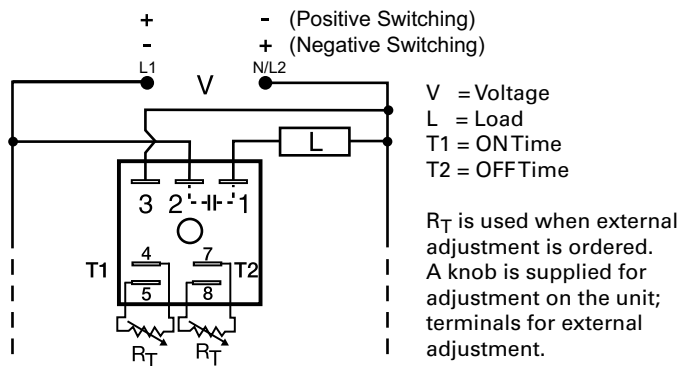 + - (Positive Switching)
- + (Negative Switching)
L1 V N/L2
V = Voltage
L = Load
T1 = ON Time
T2 = OFF Time
L
3 2 1
T1 4 7 T2
5 8
RT RT
RT is used when external
adjustment is ordered.
A knob is supplied for
adjustment on the unit;
terminals for external
adjustment.